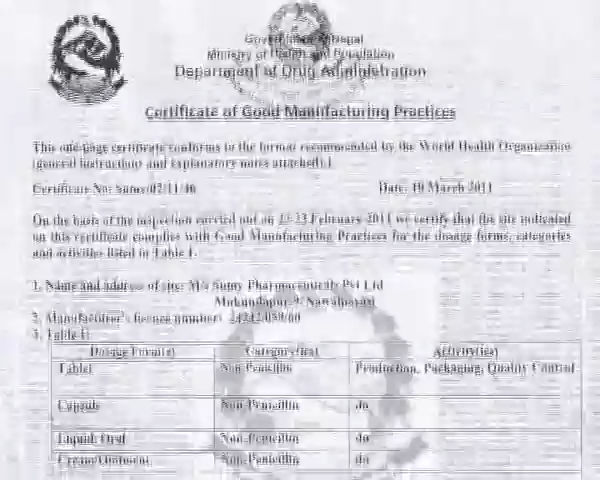 Government of Nepal
Ministry of Health and Population
Department of Drug Administration
Certificate of Good Manufacturing Practices
This one-page certificate conforms to the format recommended by the World Health Organization
(general instructions and explanatory notes attached).
Certificate No: 02/11/
Date: 10 March 2011
On the basis of the inspection carried out on 22-23 February 2011 we certify that the site indicated
on this certificate complies with Good Manufacturing Practices for the dosage forms, categories
and activities listed in Table 1.
1. Name and address of site: M/s Pharmaceuticals Pvt Ltd
Nawalparasi
2. Manufacturer's licence number:
3. Table 1:
Dosage Form(s) Category(ies) Activity(ies)
Tablet Non-Penicillin Production, Packaging, Quality Control
Capsule Non-Penicillin do
Liquid Oral Non-Penicillin do
Cream/Ointment Non-Penicillin do